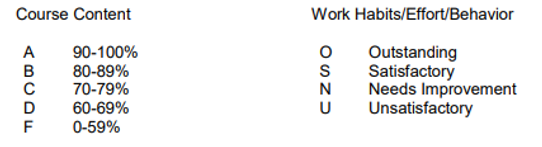 Course Content Work Habits/Effort/Behavior
A 90-100% O Outstanding
B 80-89% S Satisfactory
C 70-79% N Needs Improvement
D 60-69% U Unsatisfactory
F 0-59%